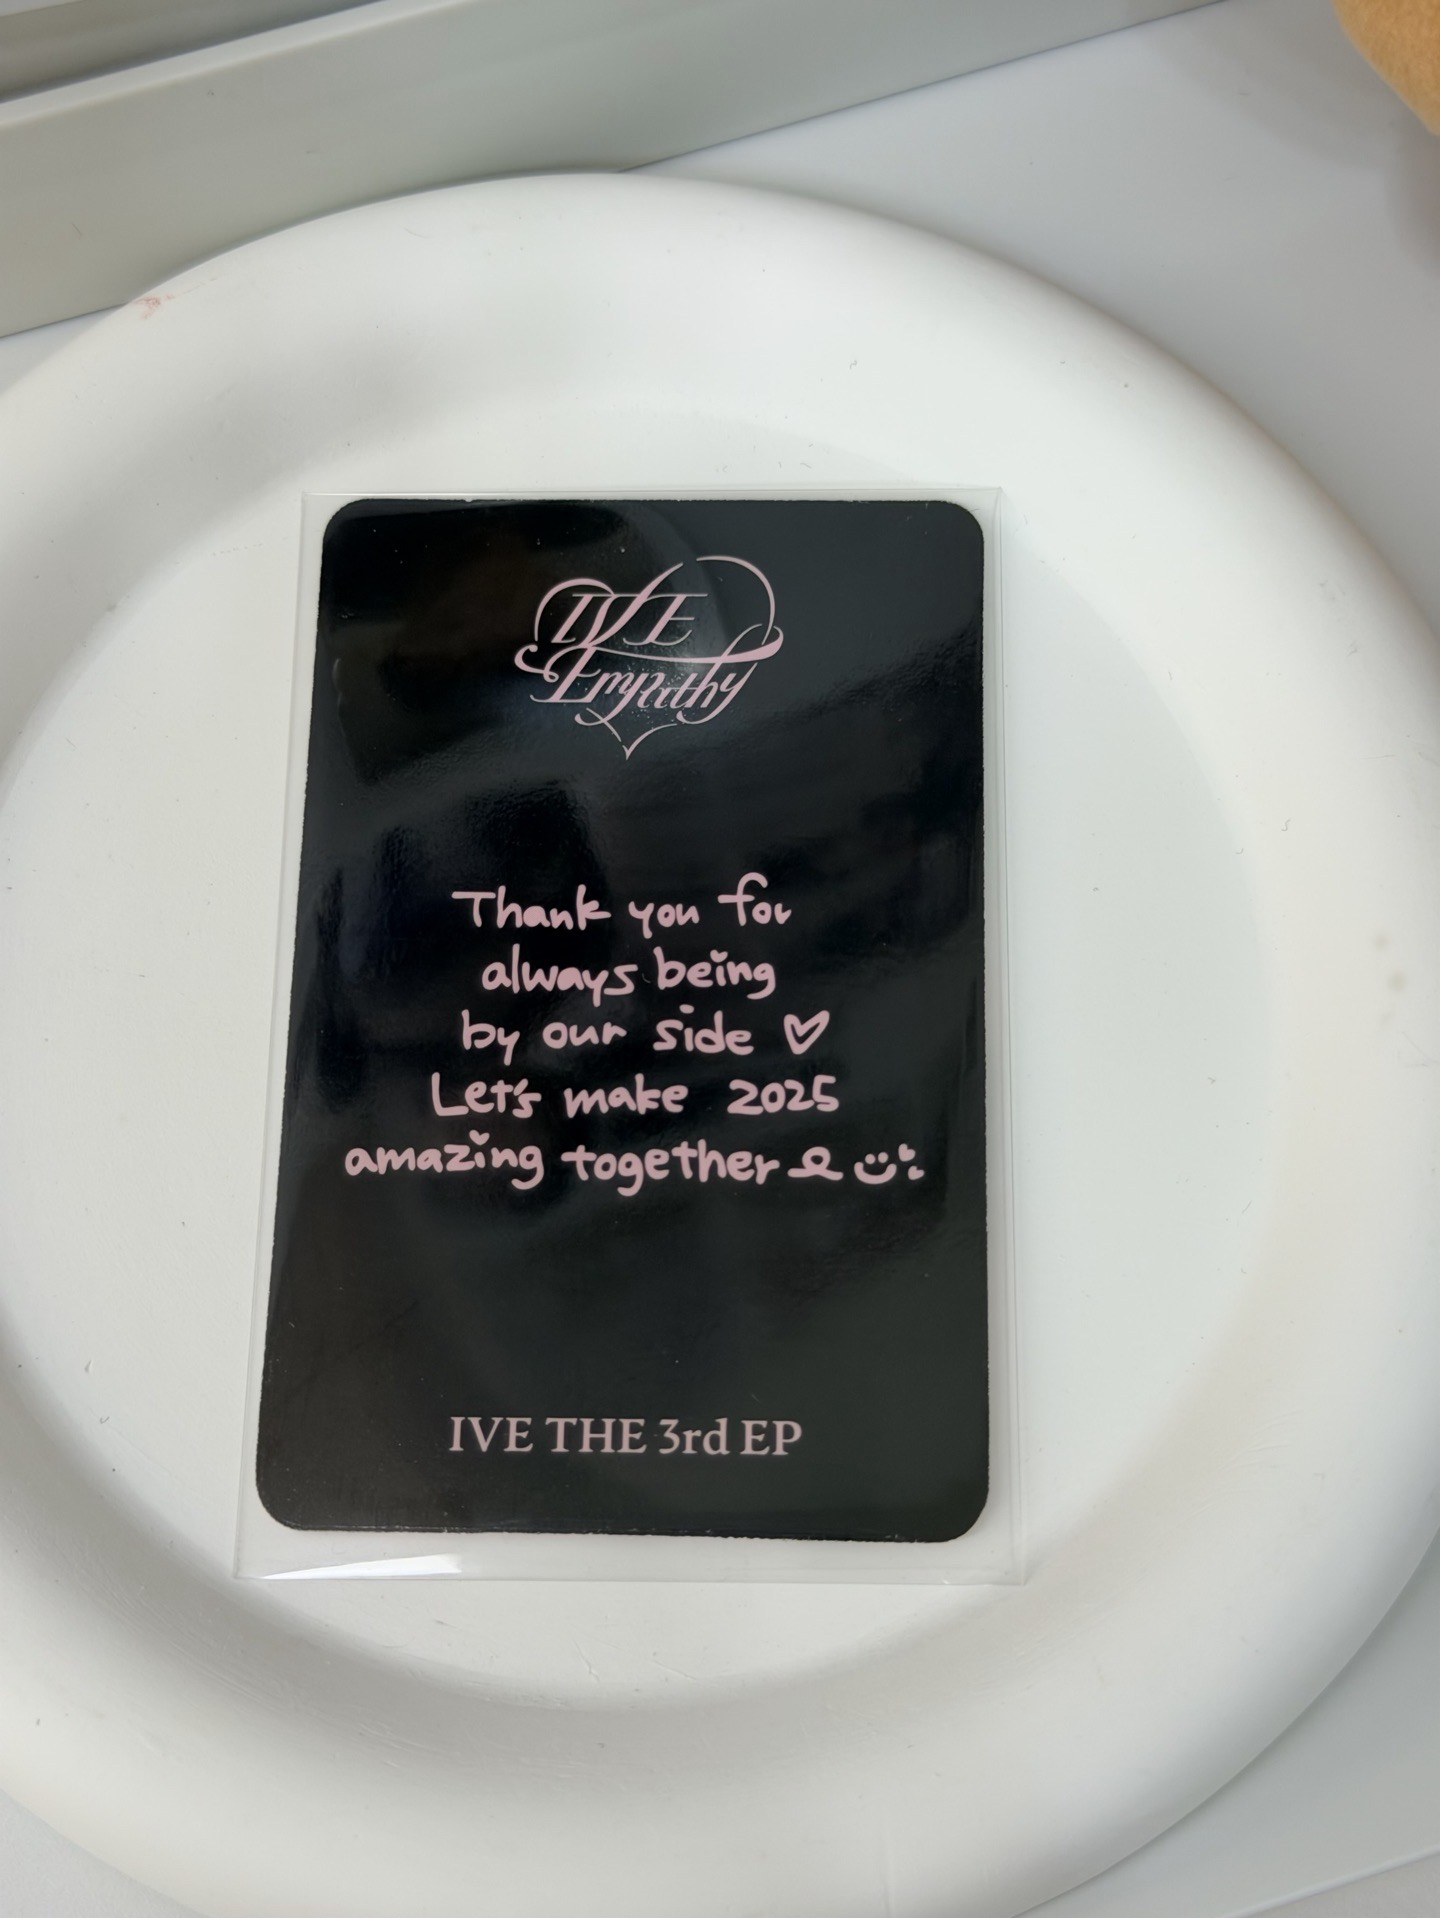 IVE
Empathy
Thank you for
always being
by our side ♡
Let's make 2025
amazing together
IVE THE 3rd EP